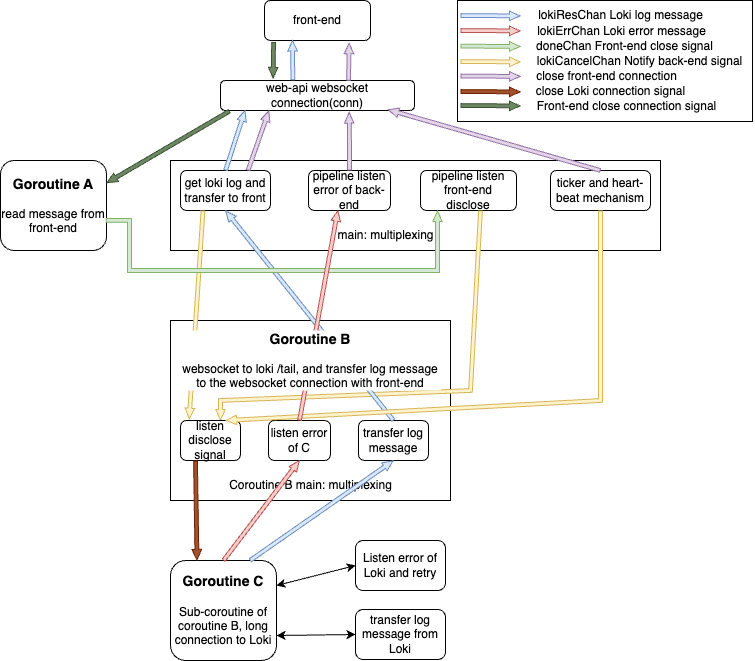 front-end
lokiResChan Loki log message
lokiErrChan Loki error message
doneChan Front-end close signal
lokiCancelChan Notify back-end signal
close front-end connection
close Loki connection signal
Front-end close connection signal
web-api websocket
connection(conn)
Goroutine A
read message from
front-end
get loki log and
transfer to front
pipeline listen
error of back-
end
pipeline listen
front-end
disclose
ticker and heart-
beat mechanism
main: multiplexing
Goroutine B
websocket to loki /tail, and transfer log message
to the websocket connection with front-end
listen
disclose
signal
listen error
of C
transfer log
message
Coroutine B main: multiplexing
Goroutine C
Sub-coroutine of
coroutine B, long
connection to Loki
Listen error of
Loki and retry
transfer log
message from
Loki